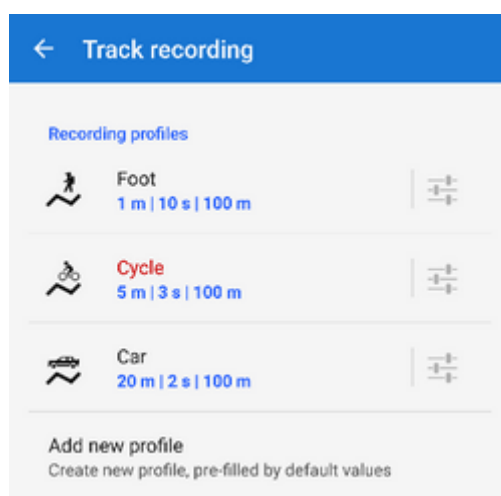 Track recording
Recording profiles
Foot
1 m | 10 s | 100 m
Cycle
5 m | 3 s | 100 m
Car
20 m | 2 s | 100 m
Add new profile
Create new profile, pre-filled by default values